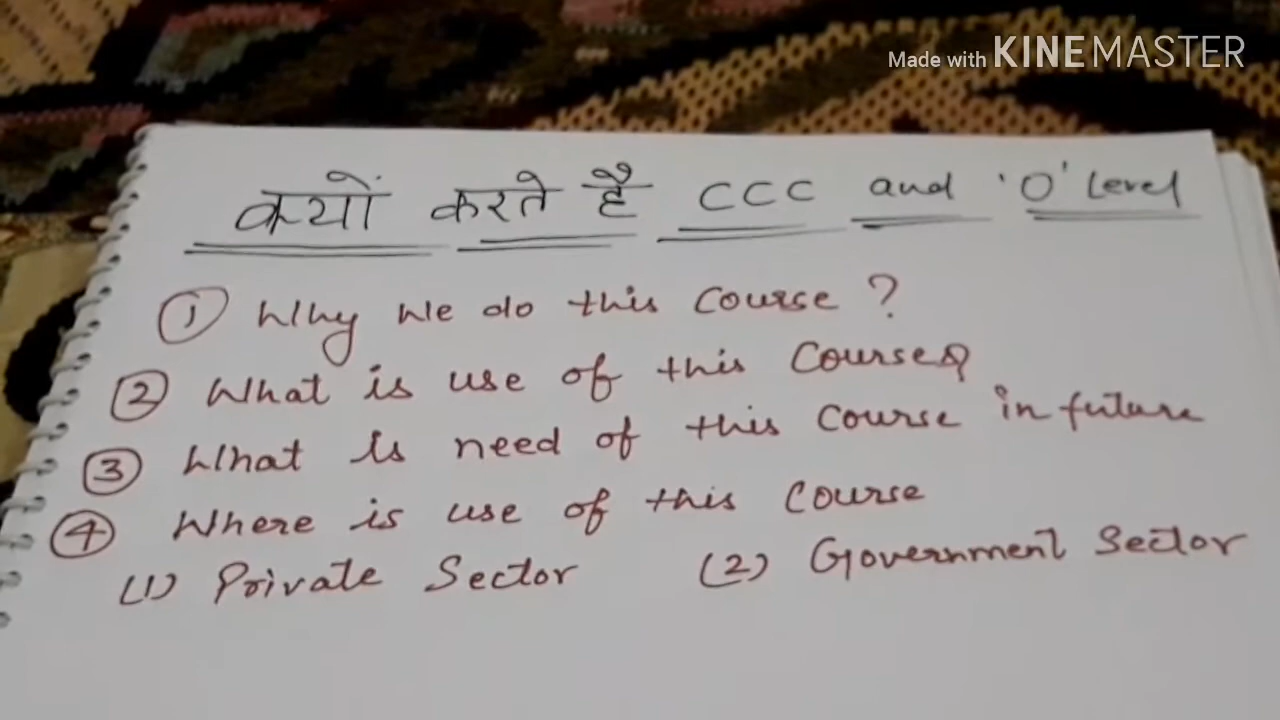 Made with KINEMASTER
क्यों करते है CCC and 'O' Level
① Why We do this Course ?
② What is use of this Course?
③ What is need of this Course in future
④ Where is use of this Course
(1) Private Sector (2) Government Sector